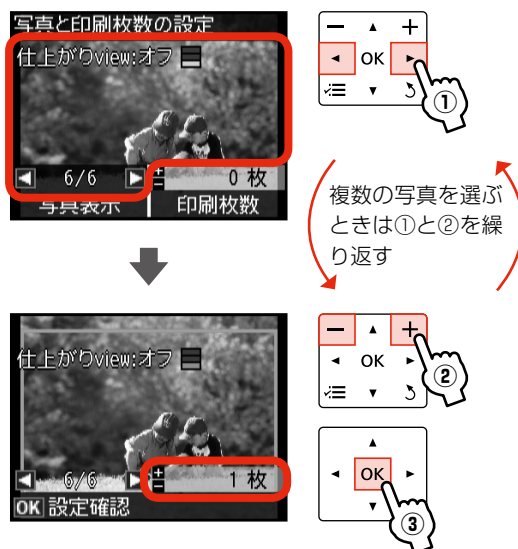 写真と印刷枚数の設定
仕上がりview:オフ
6/6
0 枚
写真表示
印刷枚数
OK
①
複数の写真を選ぶ
ときは①と②を繰
り返す
仕上がりview:オフ
6/6
1 枚
OK 設定確認
OK
②
OK
③